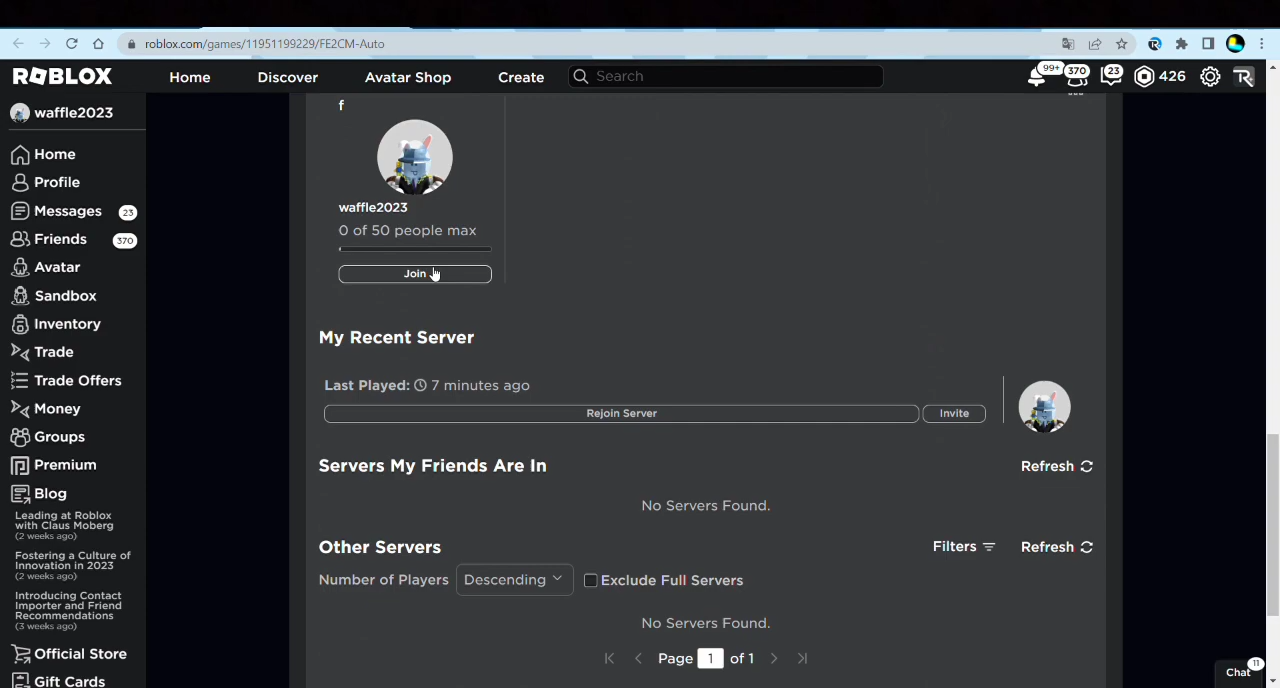 roblox.com/games/11951199229/FE2CM-Auto
ROBLOX Home Discover Avatar Shop Create Search 99+ 370 23 426
waffle2023
Home
Profile
Messages 23
Friends 370
Avatar
Sandbox
Inventory
Trade
Trade Offers
Money
Groups
Premium
Blog
Leading at Roblox
with Claus Moberg
(2 weeks ago)
Fostering a Culture of
Innovation in 2023
(2 weeks ago)
Introducing Contact
Importer and Friend
Recommendations
(3 weeks ago)
Official Store
Gift Cards
f
waffle2023
0 of 50 people max
Join
My Recent Server
Last Played: 7 minutes ago
Rejoin Server Invite
Servers My Friends Are In Refresh
No Servers Found.
Other Servers Filters Refresh
Number of Players Descending Exclude Full Servers
No Servers Found.
Page 1 of 1
Chat 11